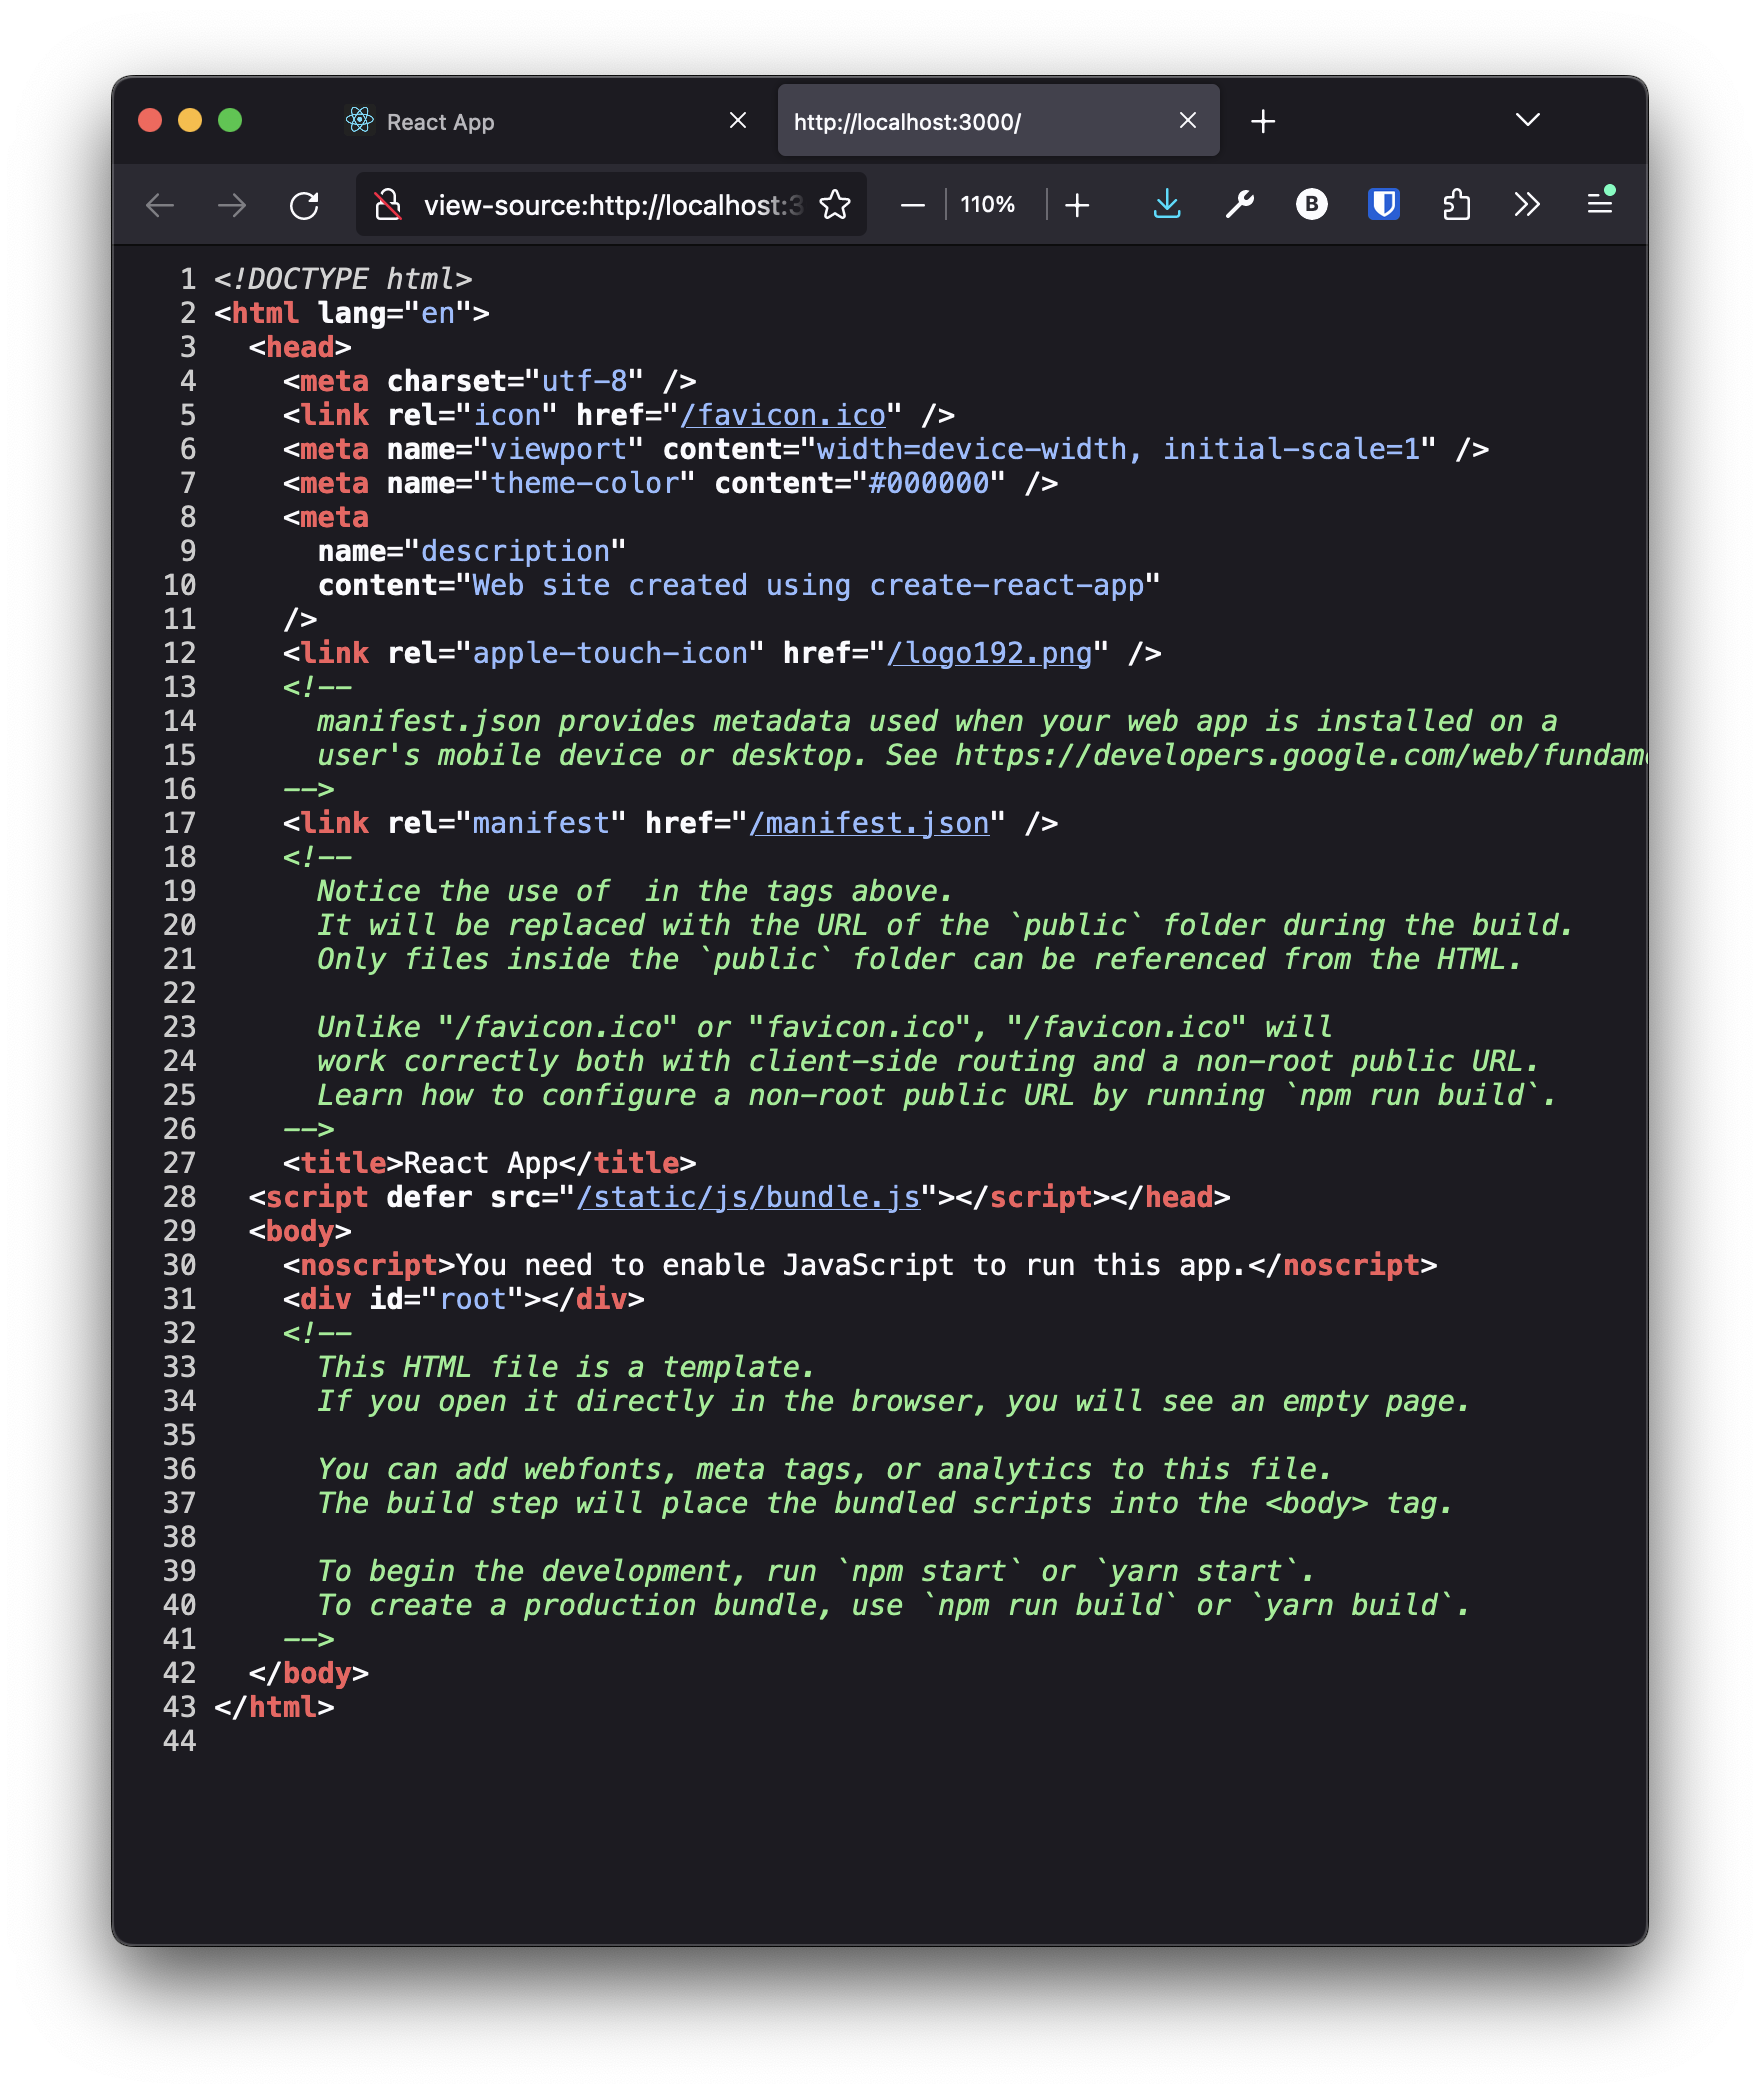 React App
http://localhost:3000/
view-source:http://localhost:3
110%
B
1 <!DOCTYPE html>
2 <html lang="en">
3   <head>
4     <meta charset="utf-8" />
5     <link rel="icon" href="/favicon.ico" />
6     <meta name="viewport" content="width=device-width, initial-scale=1" />
7     <meta name="theme-color" content="#000000" />
8     <meta
9       name="description"
10       content="Web site created using create-react-app"
11     />
12     <link rel="apple-touch-icon" href="/logo192.png" />
13     <!--
14       manifest.json provides metadata used when your web app is installed on a
15       user's mobile device or desktop. See https://developers.google.com/web/fundam
16     -->
17     <link rel="manifest" href="/manifest.json" />
18     <!--
19       Notice the use of  in the tags above.
20       It will be replaced with the URL of the `public` folder during the build.
21       Only files inside the `public` folder can be referenced from the HTML.
22
23       Unlike "/favicon.ico" or "favicon.ico", "/favicon.ico" will
24       work correctly both with client-side routing and a non-root public URL.
25       Learn how to configure a non-root public URL by running `npm run build`.
26     -->
27     <title>React App</title>
28   <script defer src="/static/js/bundle.js"></script></head>
29   <body>
30     <noscript>You need to enable JavaScript to run this app.</noscript>
31     <div id="root"></div>
32     <!--
33       This HTML file is a template.
34       If you open it directly in the browser, you will see an empty page.
35
36       You can add webfonts, meta tags, or analytics to this file.
37       The build step will place the bundled scripts into the <body> tag.
38
39       To begin the development, run `npm start` or `yarn start`.
40       To create a production bundle, use `npm run build` or `yarn build`.
41     -->
42   </body>
43 </html>
44